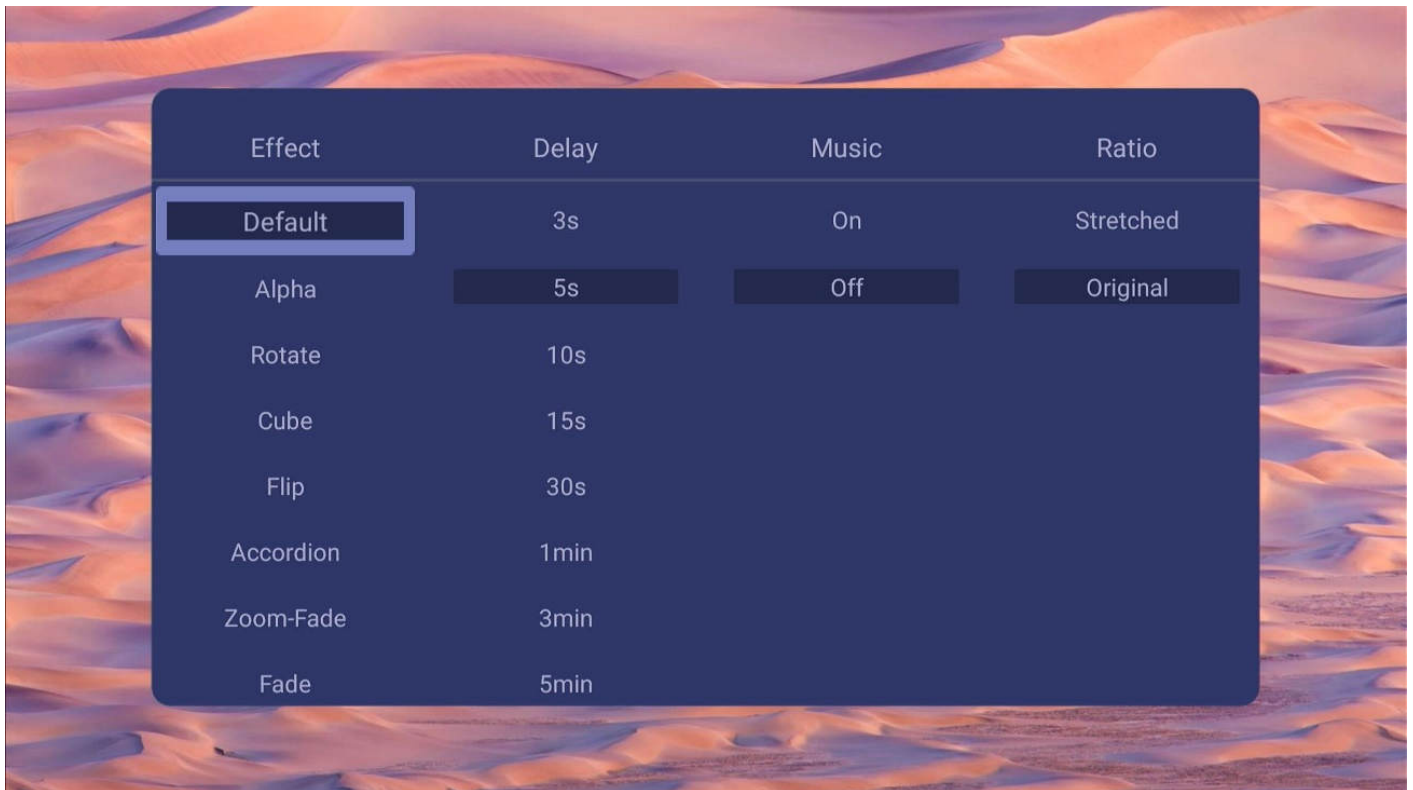 Effect Delay Music Ratio
Default 3s On Stretched
Alpha 5s Off Original
Rotate 10s
Cube 15s
Flip 30s
Accordion 1min
Zoom-Fade 3min
Fade 5min